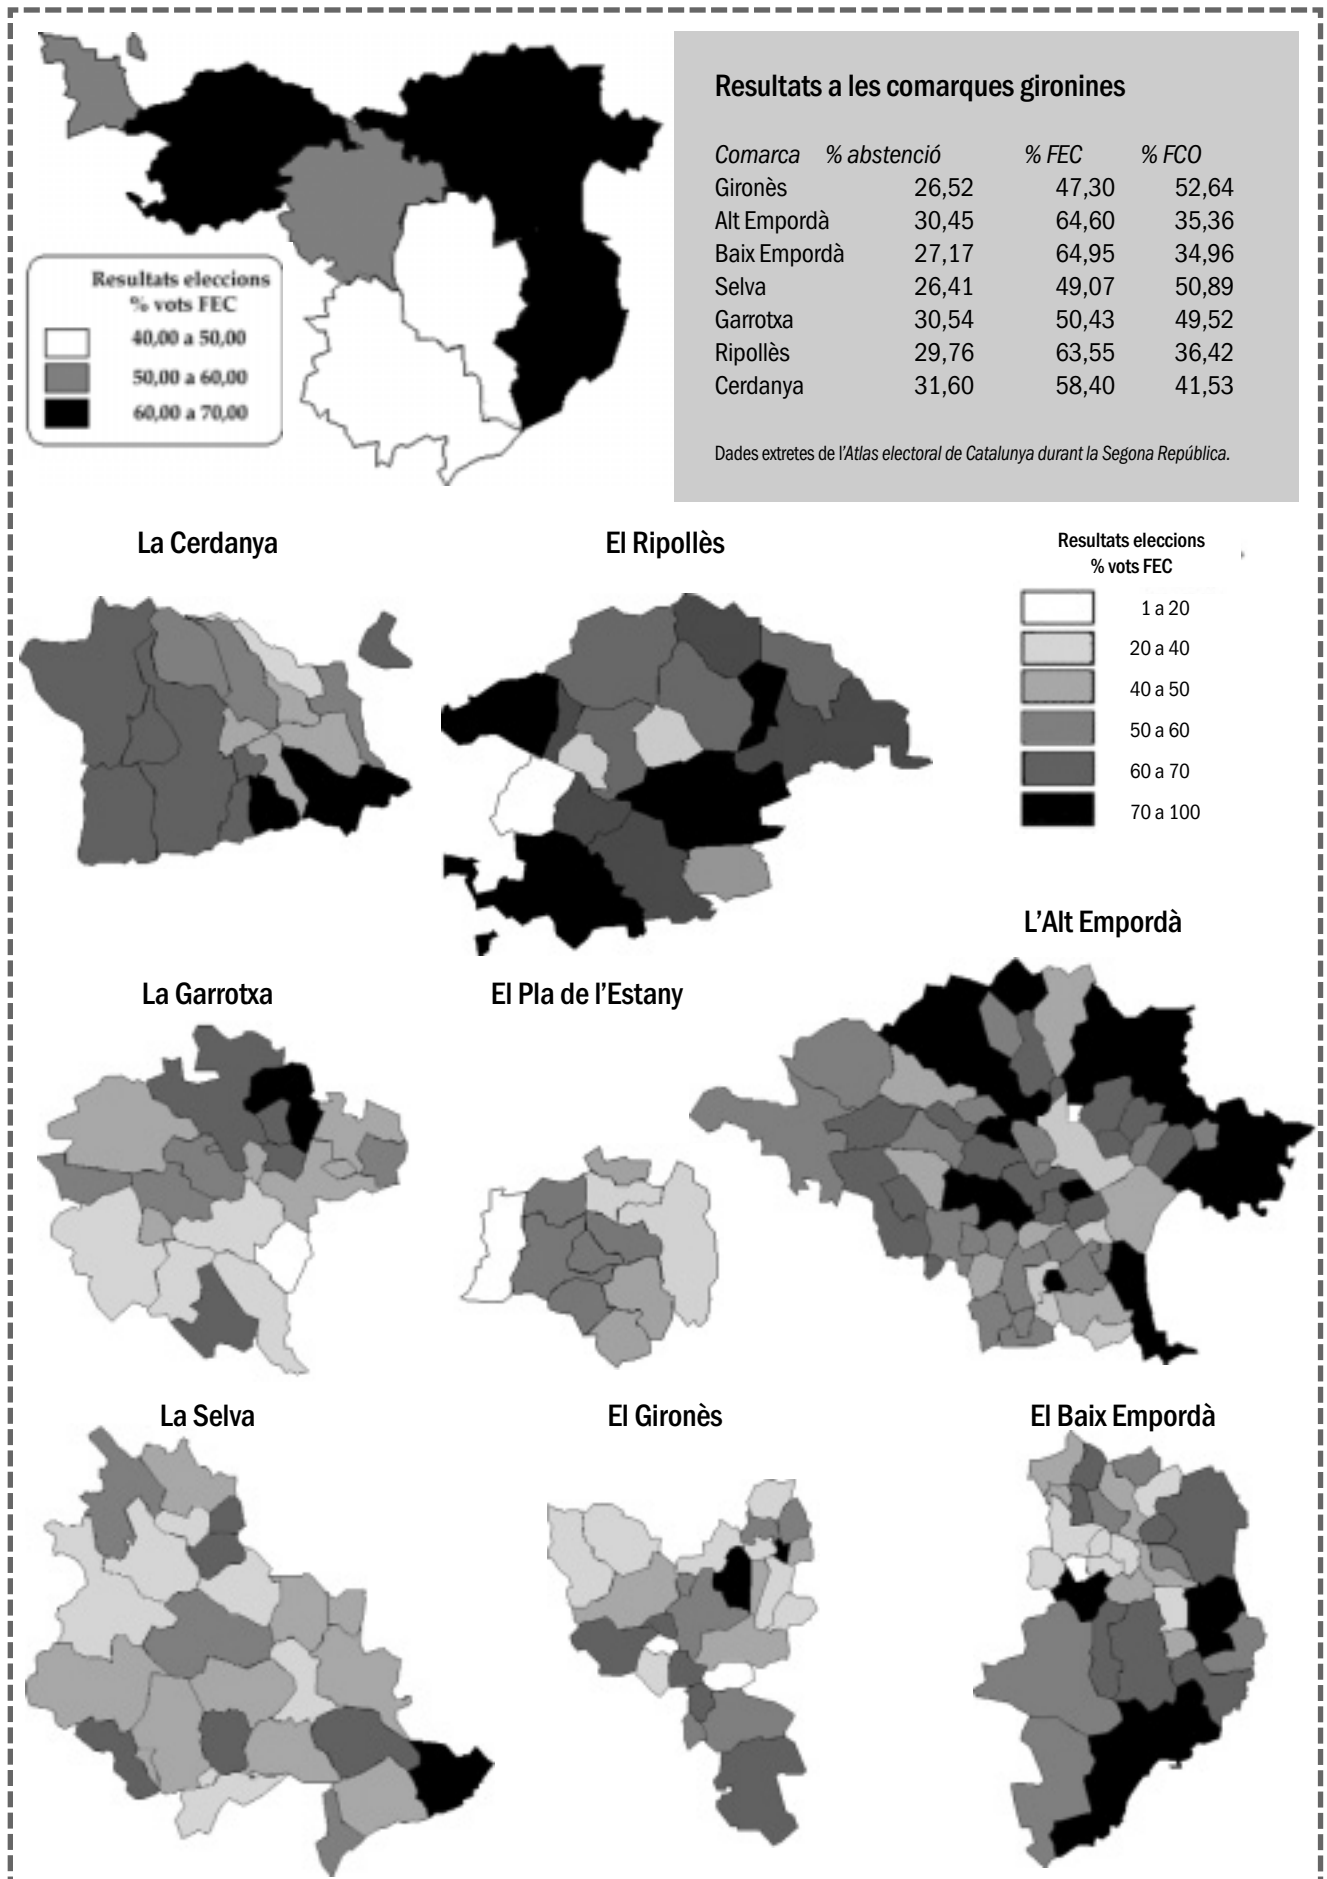 Resultats eleccions
% vots FEC
40,00 a 50,00
50,00 a 60,00
60,00 a 70,00
Resultats a les comarques gironines
Comarca % abstenció % FEC % FCO
Gironès 26,52 47,30 52,64
Alt Empordà 30,45 64,60 35,36
Baix Empordà 27,17 64,95 34,96
Selva 26,41 49,07 50,89
Garrotxa 30,54 50,43 49,52
Ripollès 29,76 63,55 36,42
Cerdanya 31,60 58,40 41,53
Dades extretes de l'Atlas electoral de Catalunya durant la Segona República.
La Cerdanya
El Ripollès
Resultats eleccions
% vots FEC
1 a 20
20 a 40
40 a 50
50 a 60
60 a 70
70 a 100
L'Alt Empordà
La Garrotxa
El Pla de l'Estany
La Selva
El Gironès
El Baix Empordà